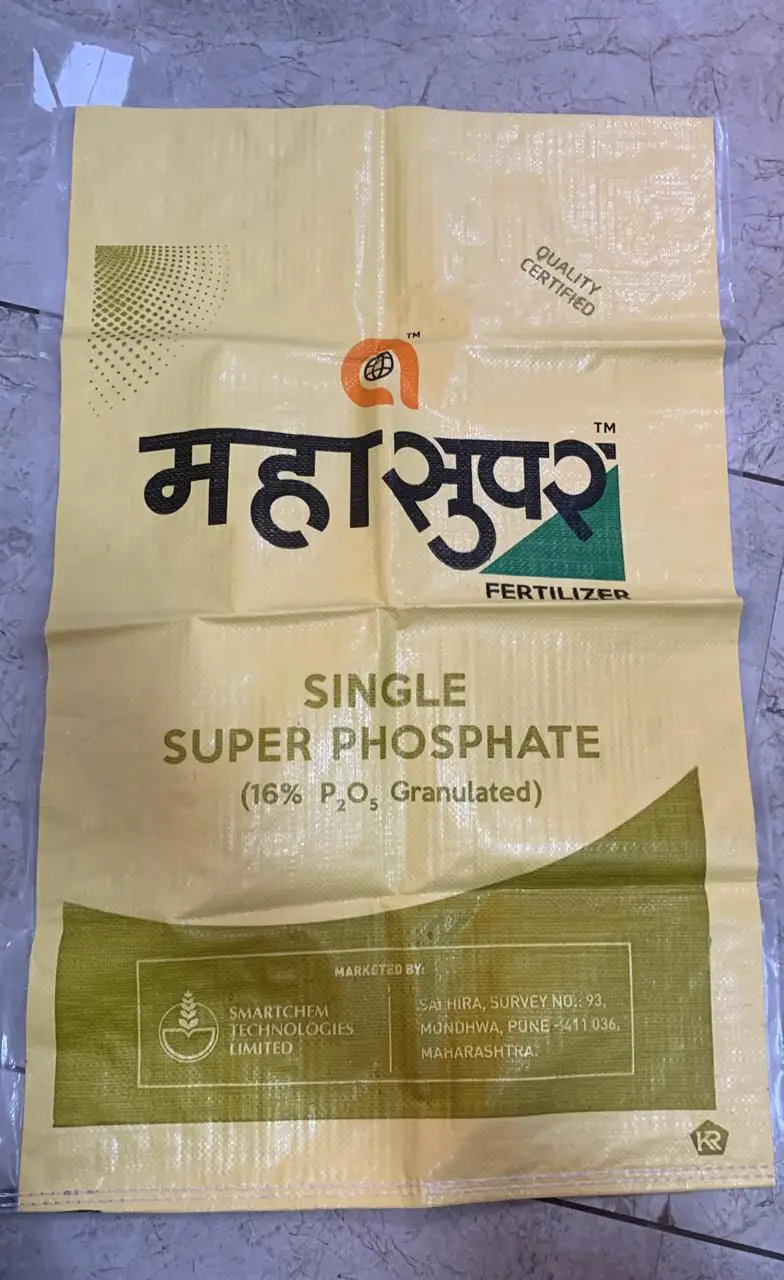 QUALITY
CERTIFIED
TM
TM
महासुपर
FERTILIZER
SINGLE
SUPER PHOSPHATE
(16% P₂O₅ Granulated)
MARKETED BY:
SMARTCHEM
TECHNOLOGIES
LIMITED
SURVEY NO.: 93,
MUNDHWA, PUNE - 411 036,
MAHARASHTRA.
KR